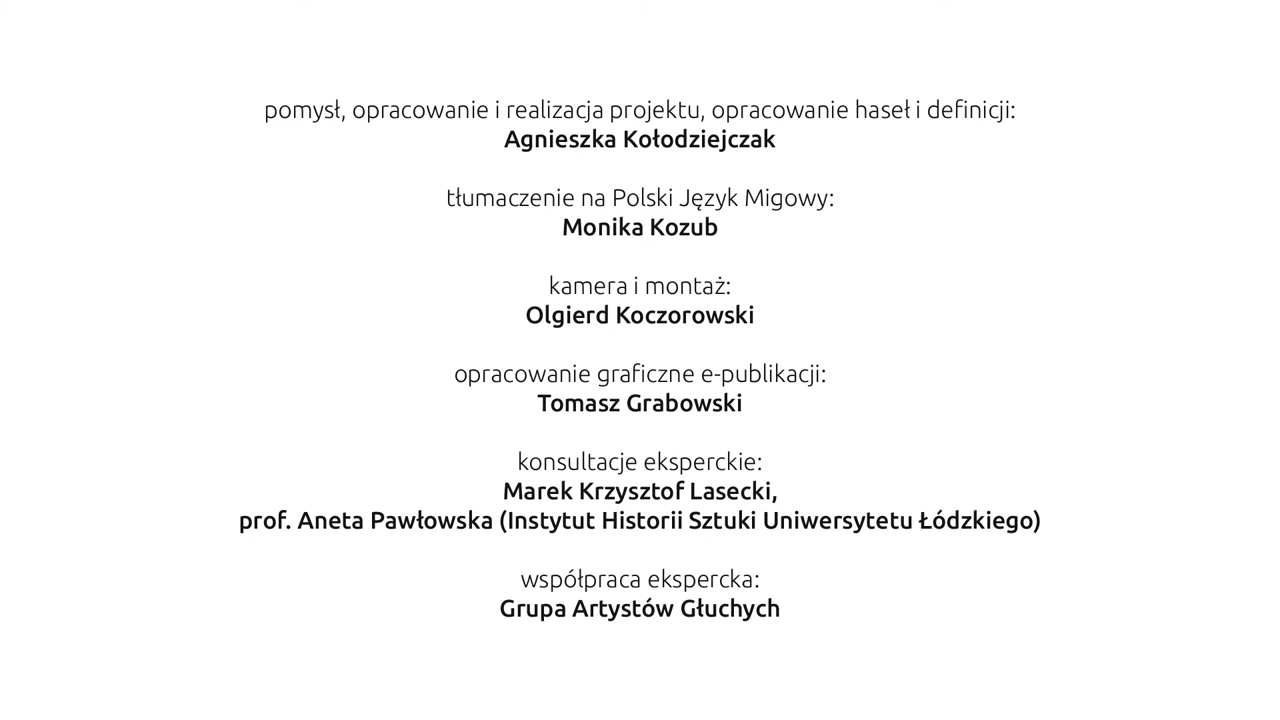 pomysł, opracowanie i realizacja projektu, opracowanie haseł i definicji:
Agnieszka Kołodziejczak
tłumaczenie na Polski Język Migowy:
Monika Kozub
kamera i montaż:
Olgierd Koczorowski
opracowanie graficzne e-publikacji:
Tomasz Grabowski
konsultacje eksperckie:
Marek Krzysztof Lasecki,
prof. Aneta Pawłowska (Instytut Historii Sztuki Uniwersytetu Łódzkiego)
współpraca ekspercka:
Grupa Artystów Głuchych